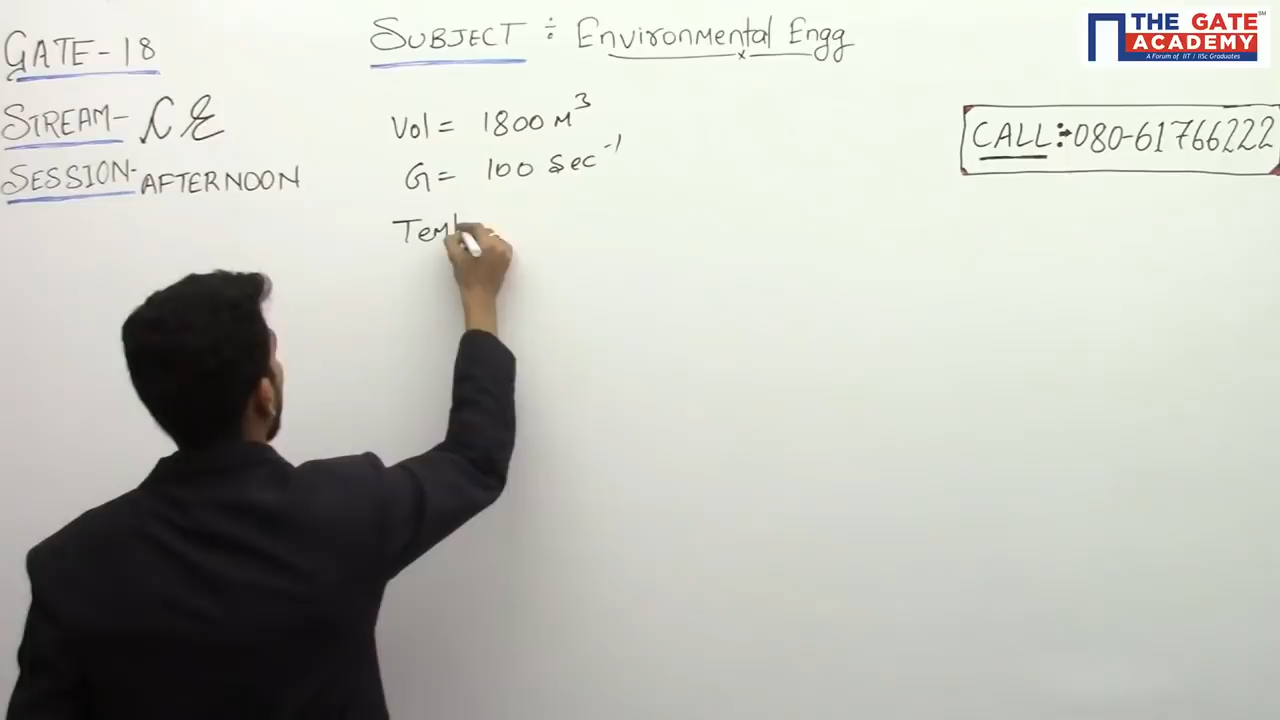 GATE-18
SUBJECT ÷ Environmental Engg
THE GATE ACADEMY
A Forum of IIT / IISc Graduates
STREAM- CE
SESSION- AFTERNOON
CALL:→ 080-61766222
Vol = 1800 M³
G = 100 Sec⁻¹